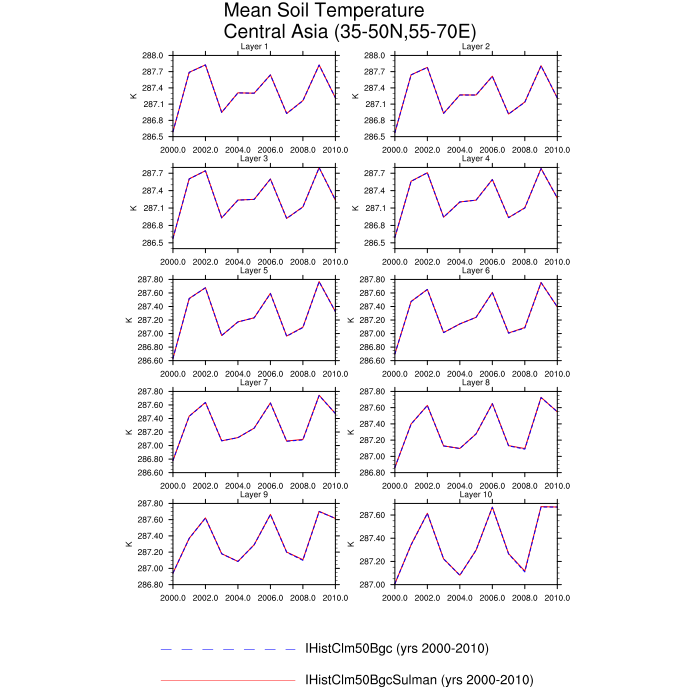 Mean Soil Temperature
Central Asia (35-50N,55-70E)
Layer 1
288.0
287.7
287.4
287.1
286.8
286.5
K
2000.0 2002.0 2004.0 2006.0 2008.0 2010.0
Layer 2
288.0
287.7
287.4
287.1
286.8
286.5
K
2000.0 2002.0 2004.0 2006.0 2008.0 2010.0
Layer 3
287.7
287.4
287.1
286.8
286.5
K
2000.0 2002.0 2004.0 2006.0 2008.0 2010.0
Layer 4
287.7
287.4
287.1
286.8
286.5
K
2000.0 2002.0 2004.0 2006.0 2008.0 2010.0
Layer 5
287.80
287.60
287.40
287.20
287.00
286.80
286.60
K
2000.0 2002.0 2004.0 2006.0 2008.0 2010.0
Layer 6
287.80
287.60
287.40
287.20
287.00
286.80
286.60
K
2000.0 2002.0 2004.0 2006.0 2008.0 2010.0
Layer 7
287.80
287.60
287.40
287.20
287.00
286.80
286.60
K
2000.0 2002.0 2004.0 2006.0 2008.0 2010.0
Layer 8
287.80
287.60
287.40
287.20
287.00
286.80
K
2000.0 2002.0 2004.0 2006.0 2008.0 2010.0
Layer 9
287.80
287.60
287.40
287.20
287.00
286.80
K
2000.0 2002.0 2004.0 2006.0 2008.0 2010.0
Layer 10
287.60
287.40
287.20
287.00
K
2000.0 2002.0 2004.0 2006.0 2008.0 2010.0
IHistClm50Bgc (yrs 2000-2010)
IHistClm50BgcSulman (yrs 2000-2010)